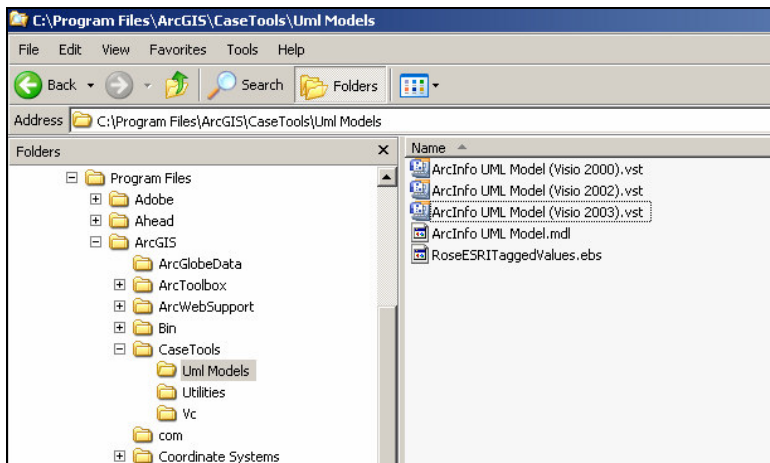 C:\Program Files\ArcGIS\CaseTools\Uml Models
File Edit View Favorites Tools Help
Back Search Folders
Address C:\Program Files\ArcGIS\CaseTools\Uml Models
Folders
Program Files
Adobe
Ahead
ArcGIS
ArcGlobeData
ArcToolbox
ArcWebSupport
Bin
CaseTools
Uml Models
Utilities
Vc
com
Coordinate Systems
Name
ArcInfo UML Model (Visio 2000).vst
ArcInfo UML Model (Visio 2002).vst
ArcInfo UML Model (Visio 2003).vst
ArcInfo UML Model.mdl
RoseESRITaggedValues.ebs